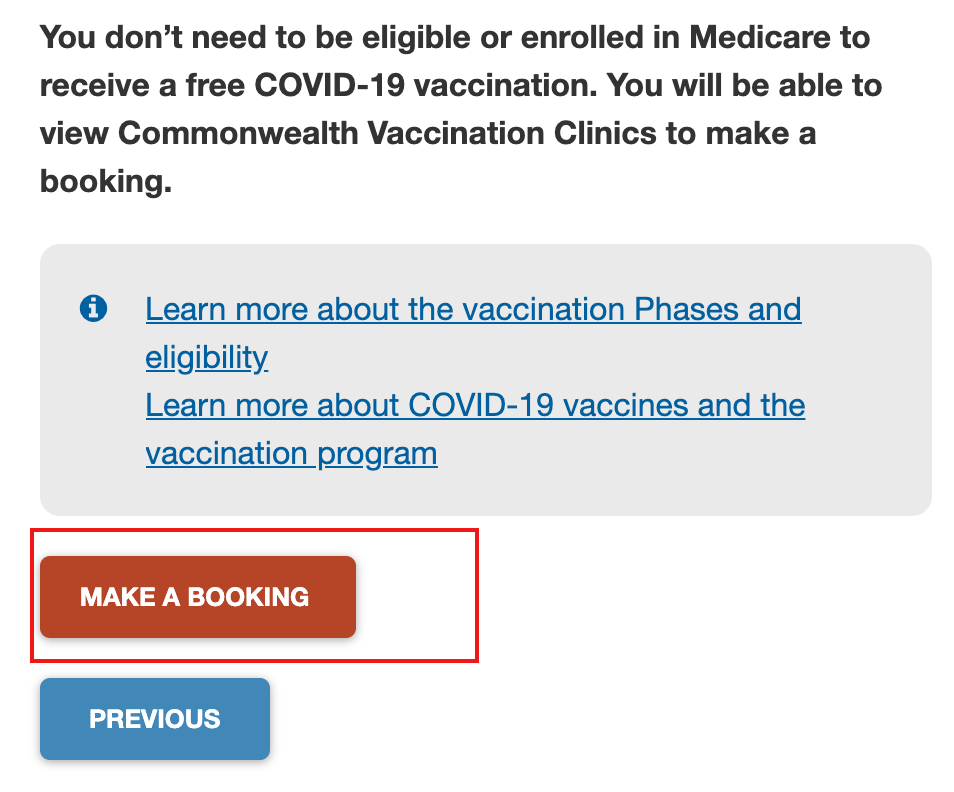 You don’t need to be eligible or enrolled in Medicare to
receive a free COVID-19 vaccination. You will be able to
view Commonwealth Vaccination Clinics to make a
booking.
Learn more about the vaccination Phases and
eligibility
Learn more about COVID-19 vaccines and the
vaccination program
MAKE A BOOKING
PREVIOUS